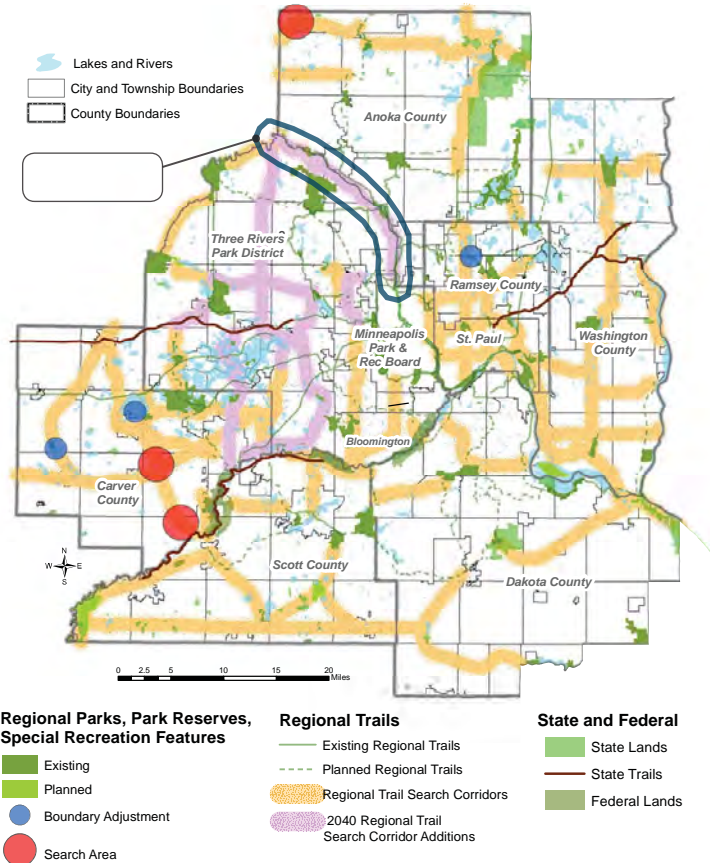 Lakes and Rivers
City and Township Boundaries
County Boundaries
Anoka County
Three Rivers
Park District
Ramsey County
Minneapolis
Park &
Rec Board
St. Paul
Washington
County
Bloomington
Carver
County
Scott County
Dakota County
N
W E
S
0 2.5 5 10 15 20
Miles
Regional Parks, Park Reserves,
Special Recreation Features
Existing
Planned
Boundary Adjustment
Search Area
Regional Trails
Existing Regional Trails
Planned Regional Trails
Regional Trail Search Corridors
2040 Regional Trail
Search Corridor Additions
State and Federal
State Lands
State Trails
Federal Lands